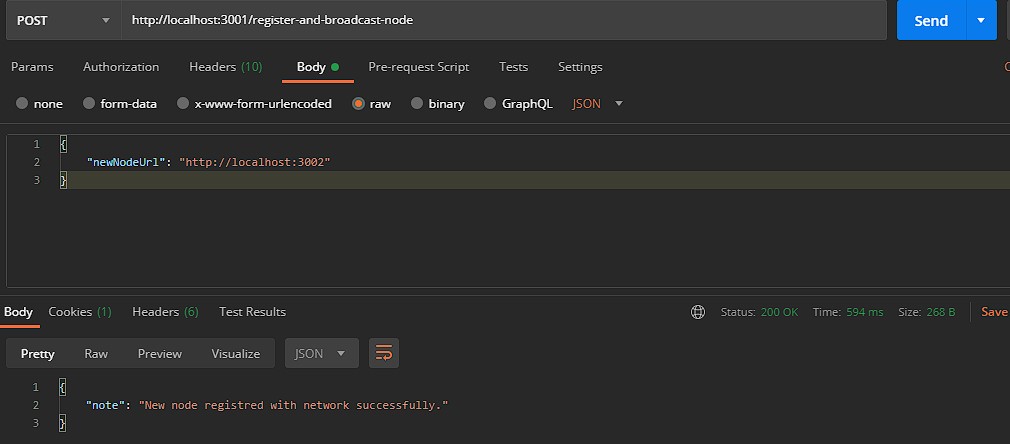 POST http://localhost:3001/register-and-broadcast-node Send
Params Authorization Headers (10) Body Pre-request Script Tests Settings
none form-data x-www-form-urlencoded raw binary GraphQL JSON
1 {
2 "newNodeUrl": "http://localhost:3002"
3 }
Body Cookies (1) Headers (6) Test Results Status: 200 OK Time: 594 ms Size: 268 B Save
Pretty Raw Preview Visualize JSON
1 {
2 "note": "New node registred with network successfully."
3 }